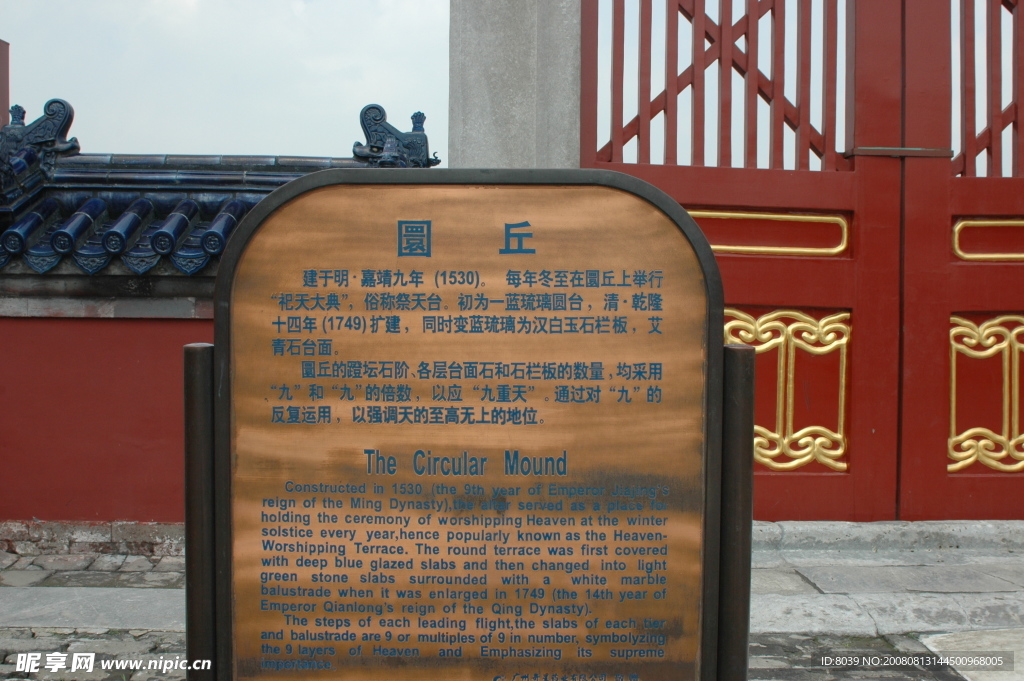 圜 丘
建于明·嘉靖九年 (1530)。 每年冬至在圜丘上举行
“祀天大典”, 俗称祭天台。初为一蓝琉璃圆台, 清·乾隆
十四年 (1749) 扩建, 同时变蓝琉璃为汉白玉石栏板, 艾
青石台面。
圜丘的蹬坛石阶、各层台面石和石栏板的数量, 均采用
“九” 和 “九” 的倍数, 以应 “九重天” 。通过对 “九” 的
反复运用, 以强调天的至高无上的地位。
The Circular Mound
Constructed in 1530 (the 9th year of Emperor Jiajing's
reign of the Ming Dynasty),the altar served as a place for
holding the ceremony of worshipping Heaven at the winter
solstice every year,hence popularly known as the Heaven-
Worshipping Terrace. The round terrace was first covered
with deep blue glazed slabs and then changed into light
green stone slabs surrounded with a white marble
balustrade when it was enlarged in 1749 (the 14th year of
Emperor Qianlong's reign of the Qing Dynasty).
The steps of each leading flight,the slabs of each tier
and balustrade are 9 or multiples of 9 in number, symbolyzing
the 9 layers of Heaven and Emphasizing its supreme
importance.
昵享网 www.nipic.cn
ID:8039 NO:20080813144500968005